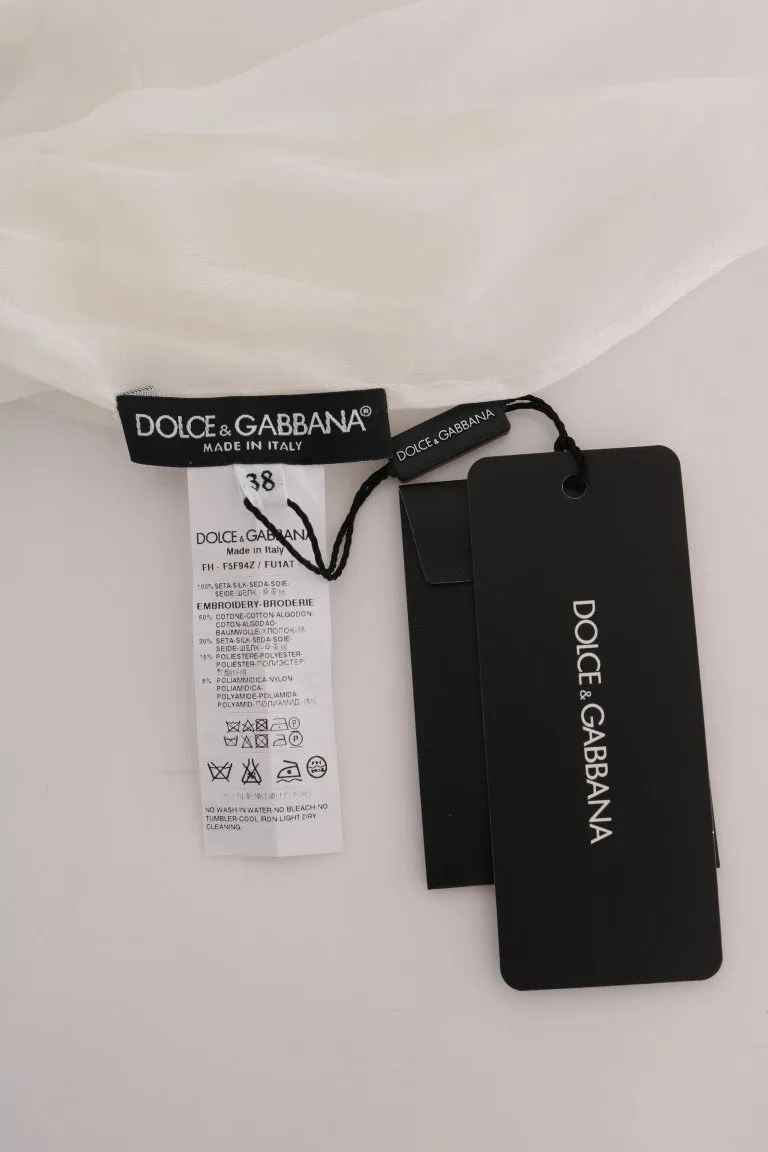 DOLCE & GABBANA®
MADE IN ITALY
38
DOLCE & GABBANA
DOLCE & GABBANA
Made in Italy
FH - F5F94Z / FU1AT
100% SETA-SILK-SEDA-SOIE-
SEIDE-ШЕЛК-
EMBROIDERY-BRODERIE
50% COTONE-COTTON-ALGODON-
COTON-ALGODAO-
BAUMWOLLE-ХЛОПОК-棉
30% SETA-SILK-SEDA-SOIE-
SEIDE-ШЕЛК-
15% POLIESTERE-POLYESTER-
POLIESTER-ПОЛИЭСТЕР-
5% POLIAMMIDICA-NYLON-
POLIAMIDICA-
POLYAMIDE-POLIAMIDA-
POLYAMID-ПОЛИАМИД-
P
P
NO WASH IN WATER-NO BLEACH-NO
TUMBLER-COOL IRON-LIGHT DRY
CLEANING
DOLCE & GABBANA